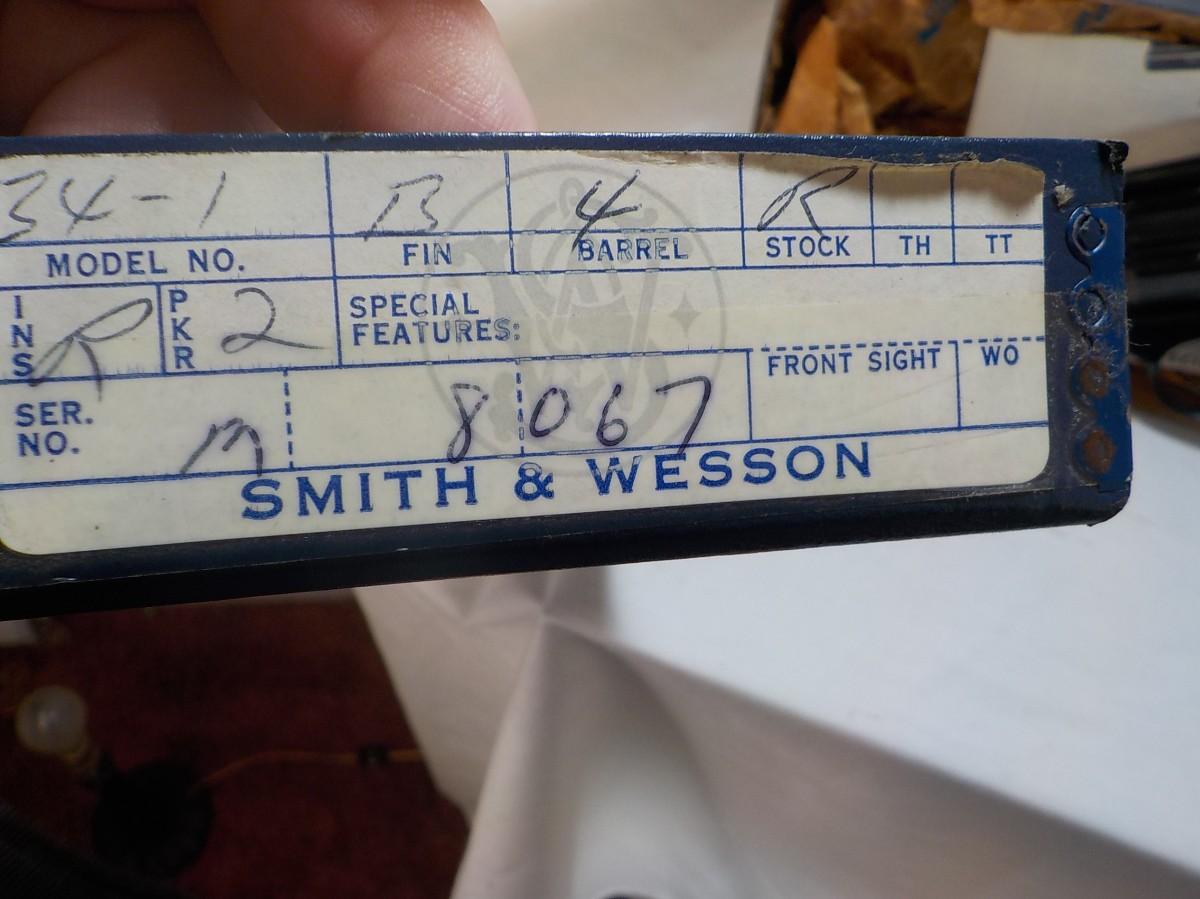 34-1 B 4 R
MODEL NO. FIN BARREL STOCK TH TT
INS R PKR 2 SPECIAL
FEATURES:
FRONT SIGHT WO
SER.
NO. M 8067
SMITH & WESSON